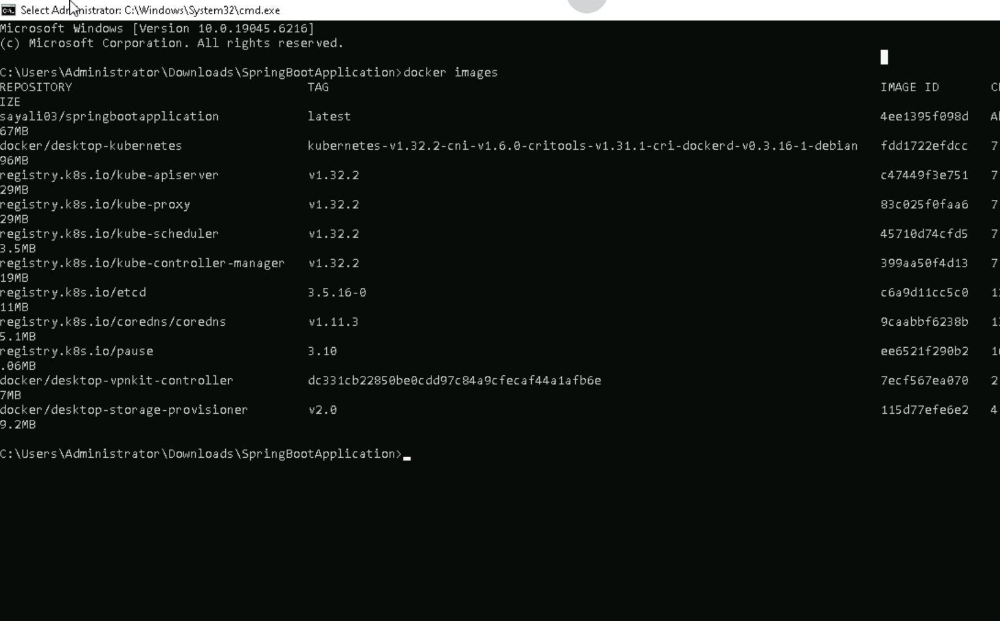 Select Administrator: C:\Windows\System32\cmd.exe
Microsoft Windows [Version 10.0.19045.6216]
(c) Microsoft Corporation. All rights reserved.
C:\Users\Administrator\Downloads\SpringBootApplication>docker images
REPOSITORY TAG IMAGE ID
IZE
sayali03/springbootapplication latest 4ee1395f098d
67MB
docker/desktop-kubernetes kubernetes-v1.32.2-cni-v1.6.0-critools-v1.31.1-cri-dockerd-v0.3.16-1-debian fdd1722efdcc 7
96MB
registry.k8s.io/kube-apiserver v1.32.2 c47449f3e751 7
29MB
registry.k8s.io/kube-proxy v1.32.2 83c025f0faa6 7
29MB
registry.k8s.io/kube-scheduler v1.32.2 45710d74cfd5 7
3.5MB
registry.k8s.io/kube-controller-manager v1.32.2 399aa50f4d13 7
19MB
registry.k8s.io/etcd 3.5.16-0 c6a9d11cc5c0
11MB
registry.k8s.io/coredns/coredns v1.11.3 9caabbf6238b
5.1MB
registry.k8s.io/pause 3.10 ee6521f290b2
.06MB
docker/desktop-vpnkit-controller dc331cb22850be0cdd97c84a9cfecaf44a1afb6e 7ecf567ea070 2
7MB
docker/desktop-storage-provisioner v2.0 115d77efe6e2 4
9.2MB
C:\Users\Administrator\Downloads\SpringBootApplication>